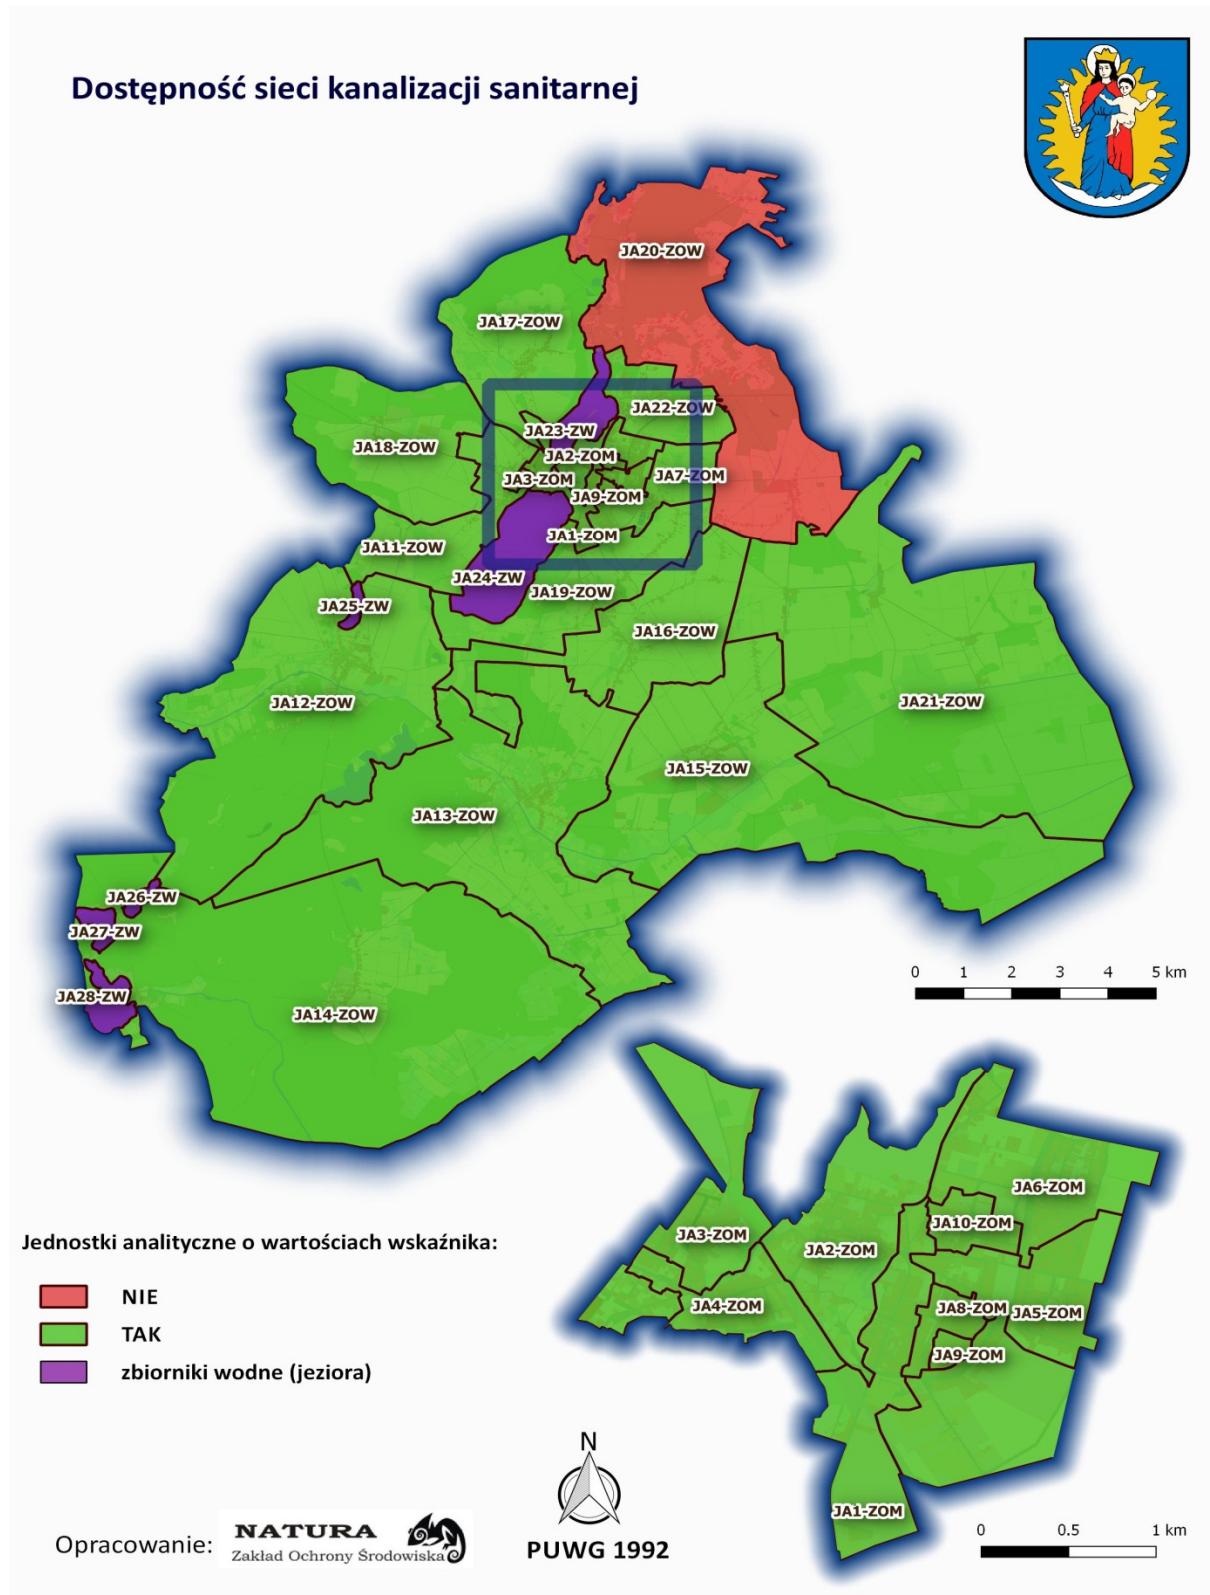 Dostępność sieci kanalizacji sanitarnej
JA20-ZOW
JA17-ZOW
JA22-ZOW
JA23-ZW
JA18-ZOW
JA2-ZOM
JA3-ZOM
JA7-ZOM
JA9-ZOM
JA1-ZOM
JA11-ZOW
JA24-ZW
JA19-ZOW
JA25-ZW
JA16-ZOW
JA12-ZOW
JA21-ZOW
JA15-ZOW
JA13-ZOW
JA26-ZW
JA27-ZW
JA28-ZW
JA14-ZOW
0 1 2 3 4 5 km
JA6-ZOM
JA10-ZOM
JA3-ZOM
JA2-ZOM
JA4-ZOM
JA8-ZOM
JA5-ZOM
JA9-ZOM
JA1-ZOM
Jednostki analityczne o wartościach wskaźnika:
NIE
TAK
zbiorniki wodne (jeziora)
Opracowanie:
NATURA
Zakład Ochrony Środowiska
N
PUWG 1992
0 0.5 1 km